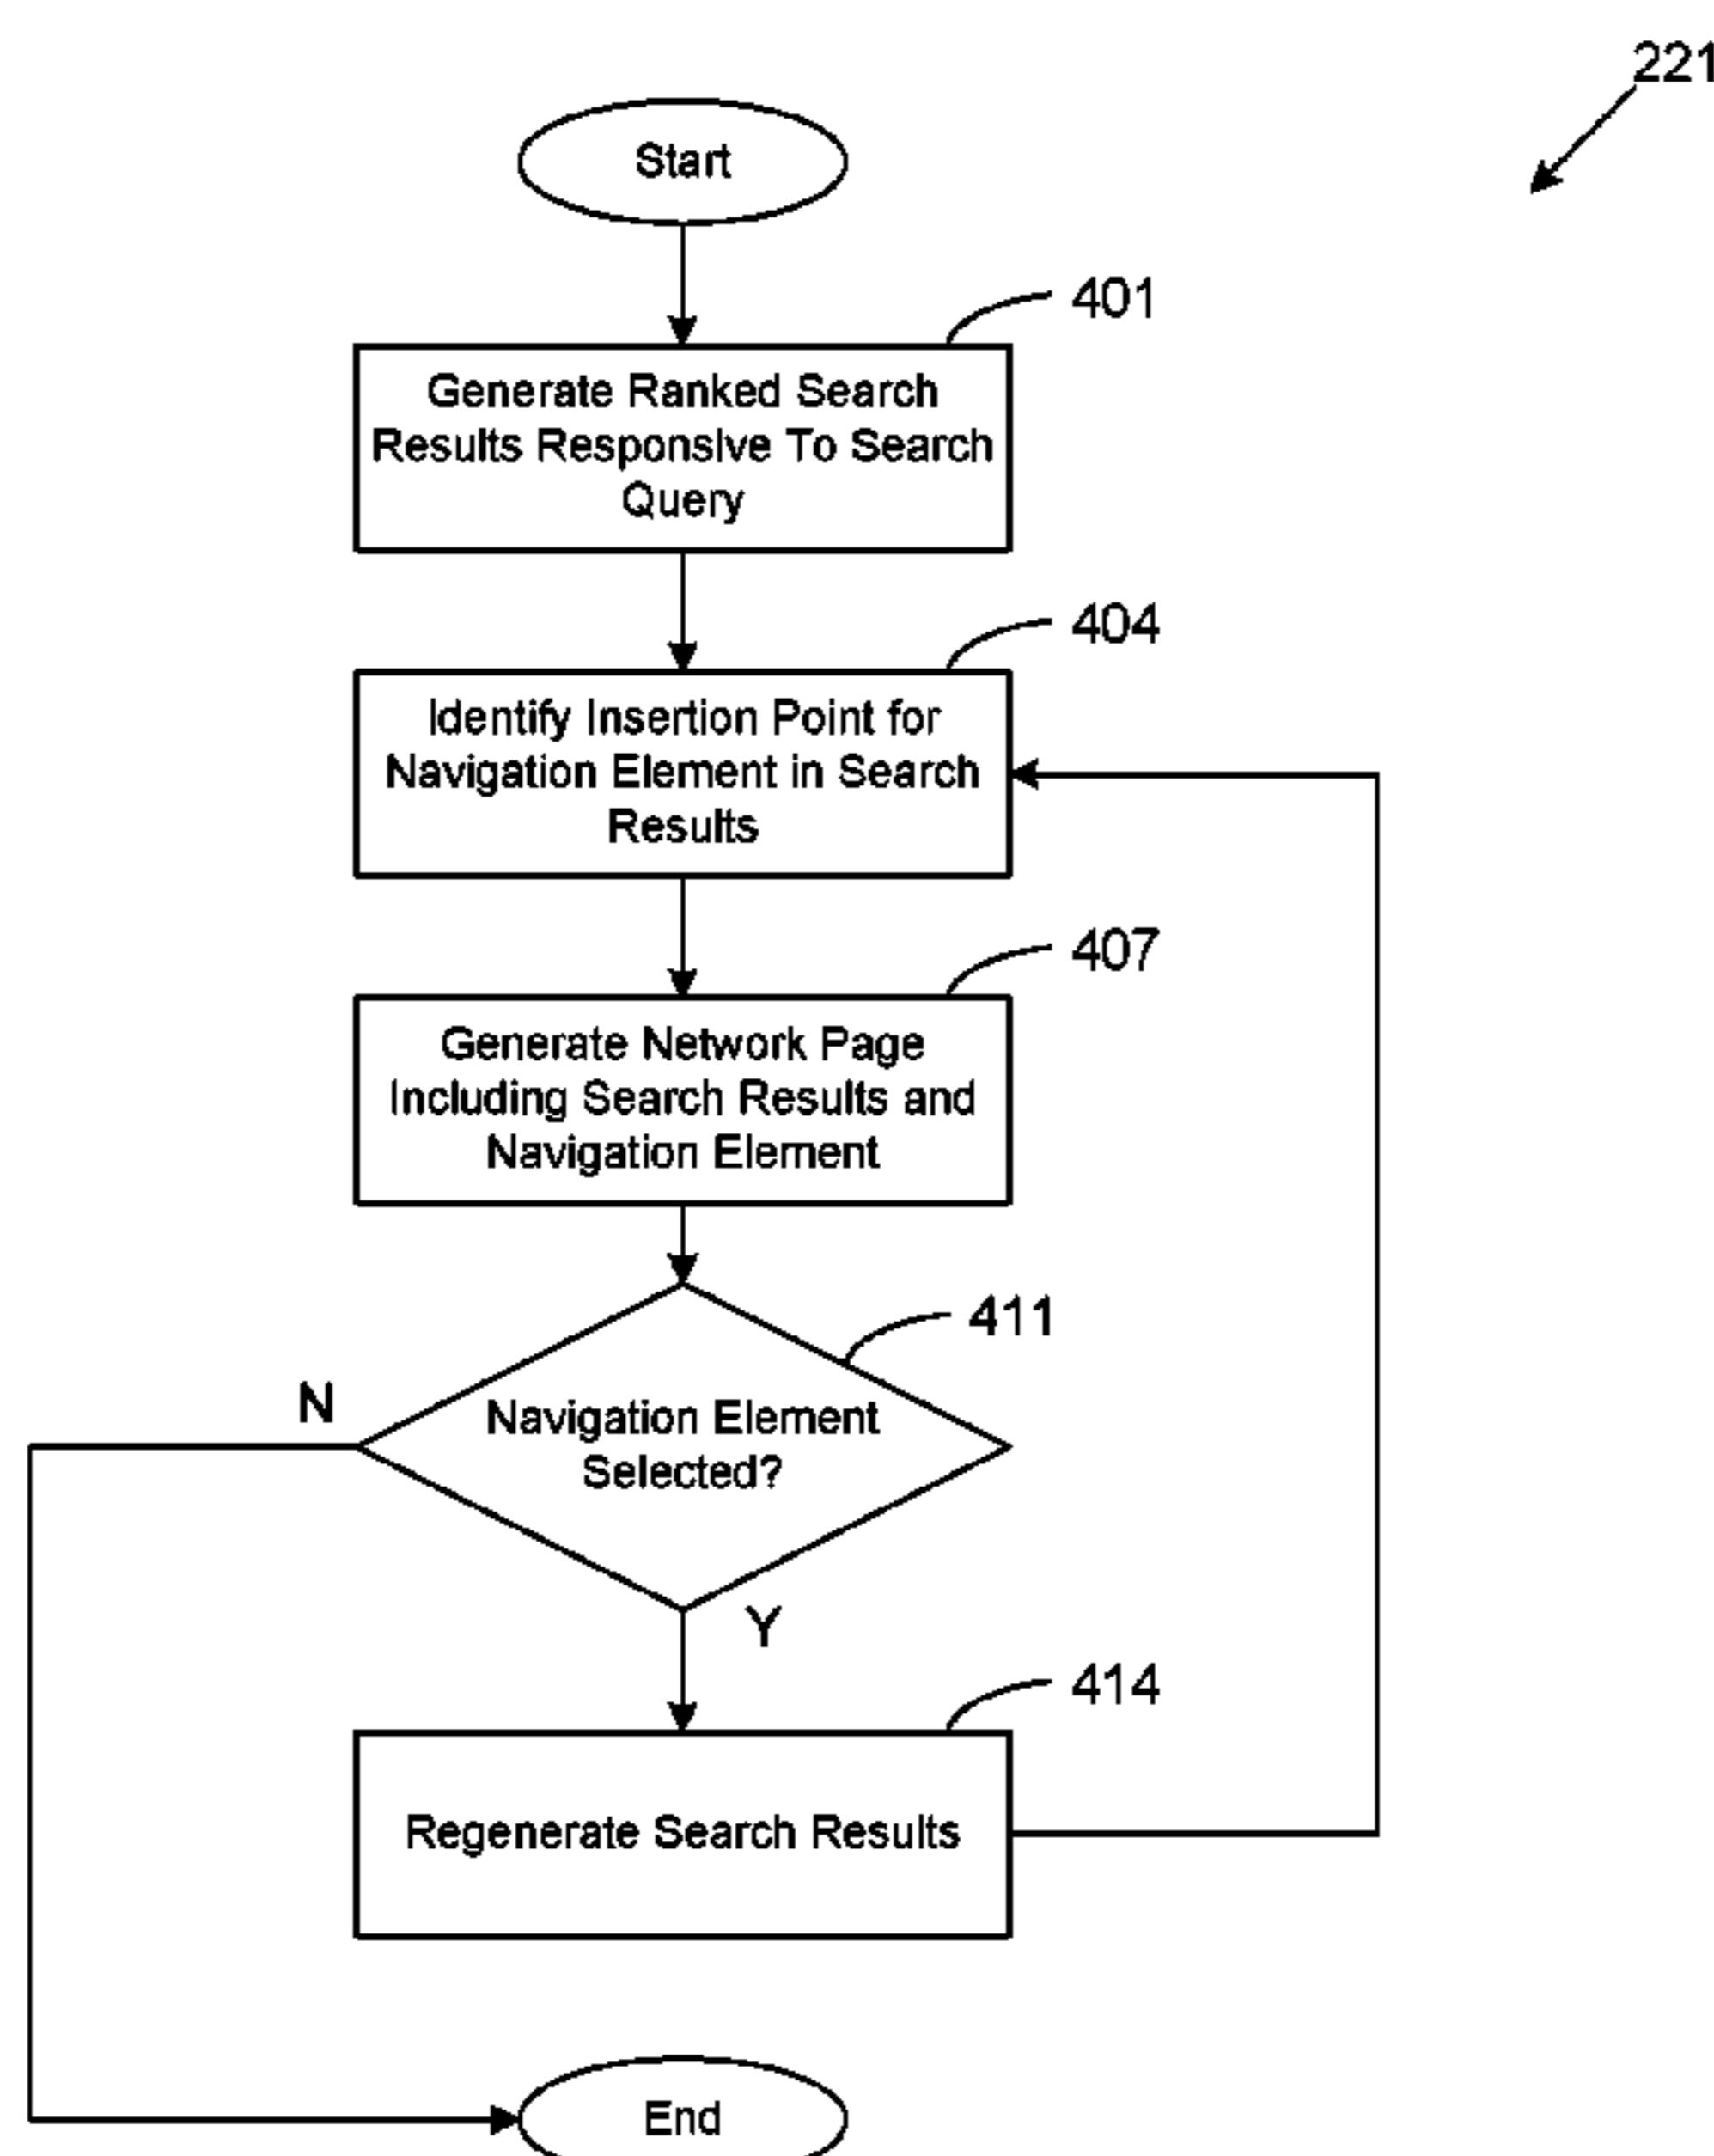 221
Start
401
Generate Ranked Search
Results Responsive To Search
Query
404
Identify Insertion Point for
Navigation Element in Search
Results
407
Generate Network Page
Including Search Results and
Navigation Element
411
N
Navigation Element
Selected?
Y
414
Regenerate Search Results
End